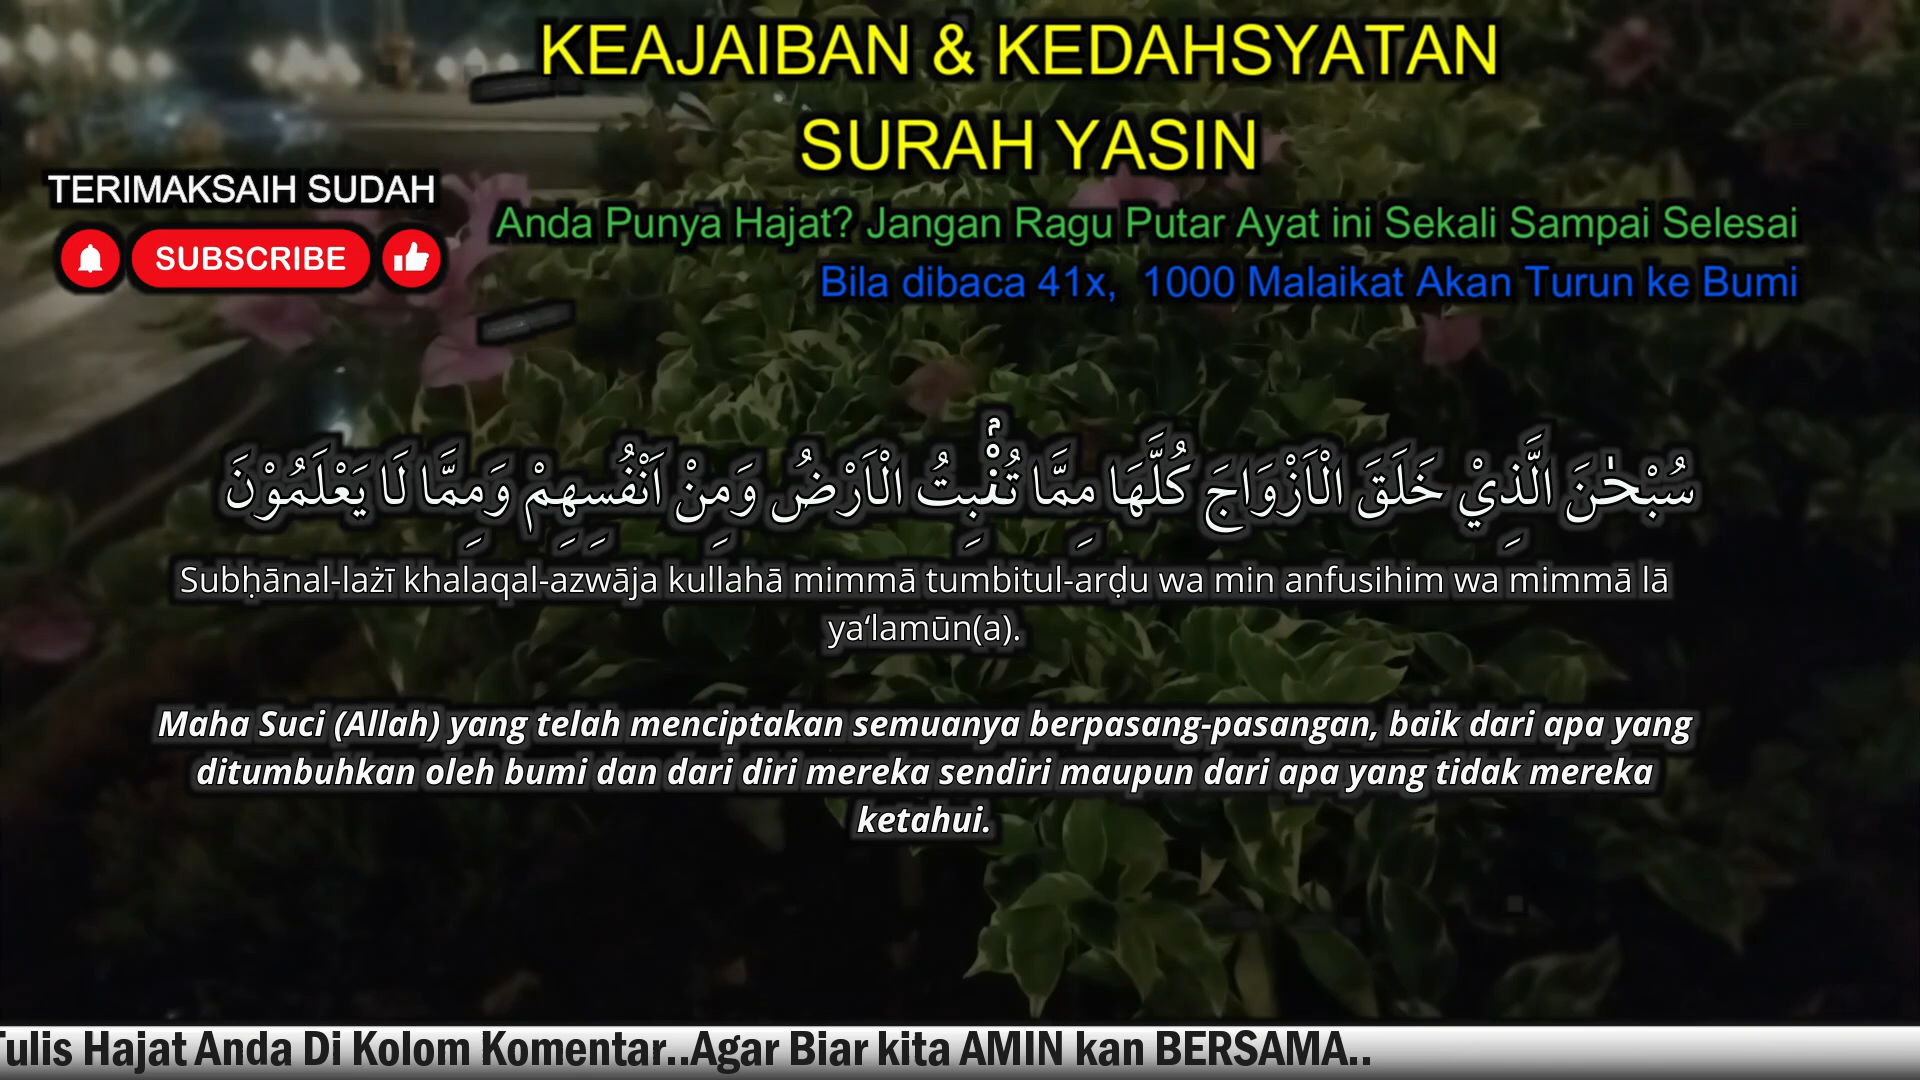 KEAJAIBAN & KEDAHSYATAN
SURAH YASIN
TERIMAKSAIH SUDAH
SUBSCRIBE
Anda Punya Hajat? Jangan Ragu Putar Ayat ini Sekali Sampai Selesai
Bila dibaca 41x, 1000 Malaikat Akan Turun ke Bumi
سُبْحٰنَ الَّذِيْ خَلَقَ الْاَزْوَاجَ كُلَّهَا مِمَّا تُنْۢبِتُ الْاَرْضُ وَمِنْ اَنْفُسِهِمْ وَمِمَّا لَا يَعْلَمُوْنَ
Subḥānal-lażī khalaqal-azwāja kullahā mimmā tumbitul-arḍu wa min anfusihim wa mimmā lā
ya‘lamūn(a).
Maha Suci (Allah) yang telah menciptakan semuanya berpasang-pasangan, baik dari apa yang
ditumbuhkan oleh bumi dan dari diri mereka sendiri maupun dari apa yang tidak mereka
ketahui.
Tulis Hajat Anda Di Kolom Komentar..Agar Biar kita AMIN kan BERSAMA..